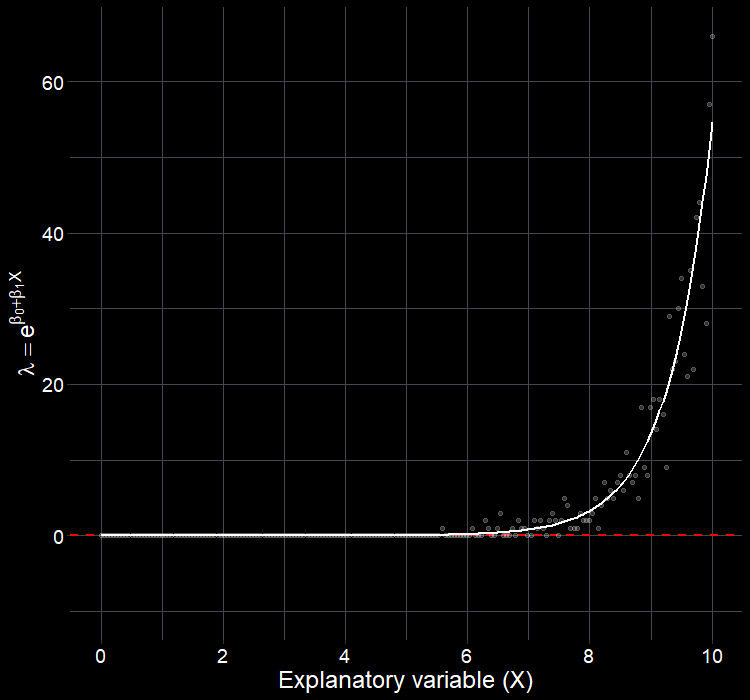 60
40
20
0
λ = e^β₀+β₁X
0 2 4 6 8 10
Explanatory variable (X)